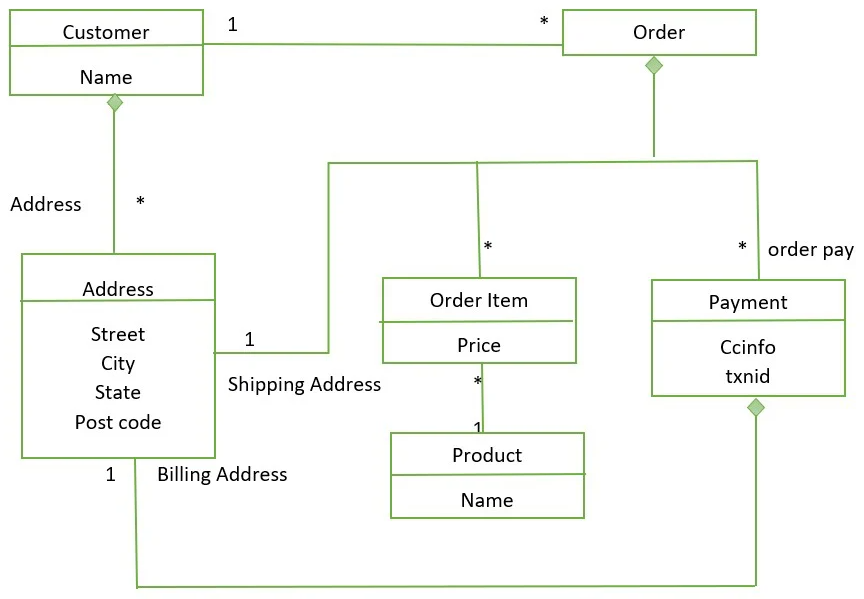 Customer
1
*
Order
Name
Address
*
*
*
order pay
Address
Order Item
Payment
Street
City
State
Post code
1
Shipping Address
Price
Ccinfo
txnid
*
1
Product
Name
1
Billing Address